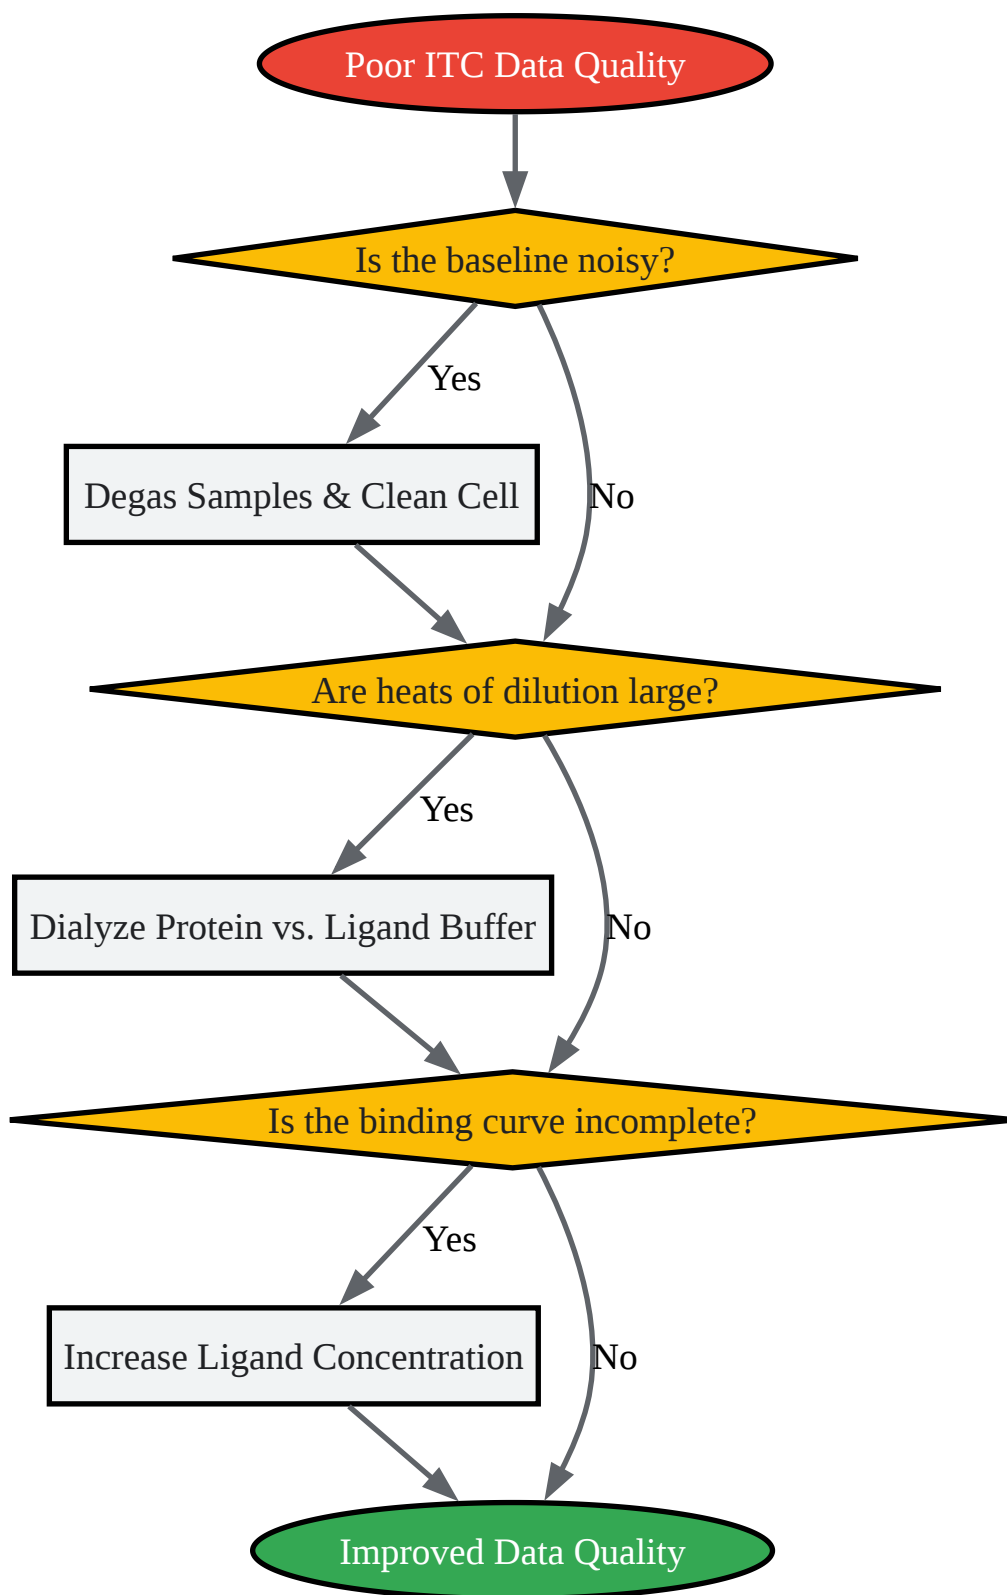 Poor ITC Data Quality
Is the baseline noisy?
Yes
Degas Samples & Clean Cell
No
Are heats of dilution large?
Yes
Dialyze Protein vs. Ligand Buffer
No
Is the binding curve incomplete?
Yes
Increase Ligand Concentration
No
Improved Data Quality